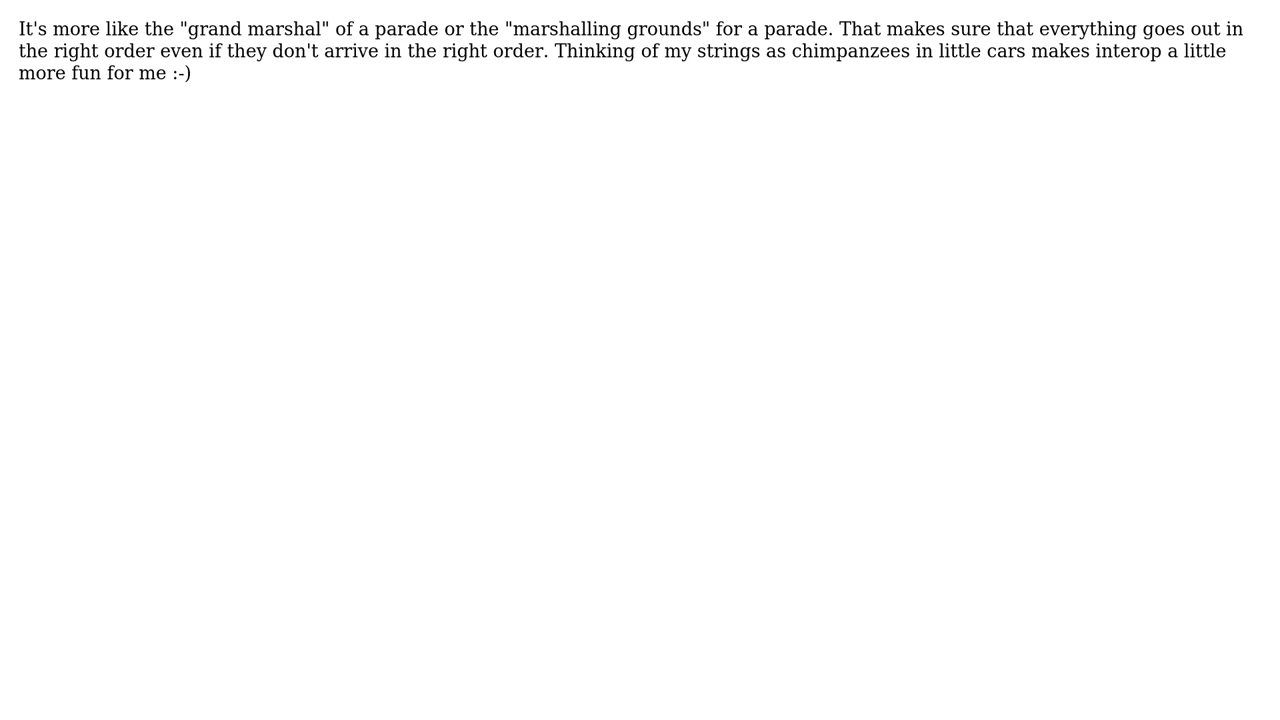 It's more like the "grand marshal" of a parade or the "marshalling grounds" for a parade. That makes sure that everything goes out in
the right order even if they don't arrive in the right order. Thinking of my strings as chimpanzees in little cars makes interop a little
more fun for me :-)